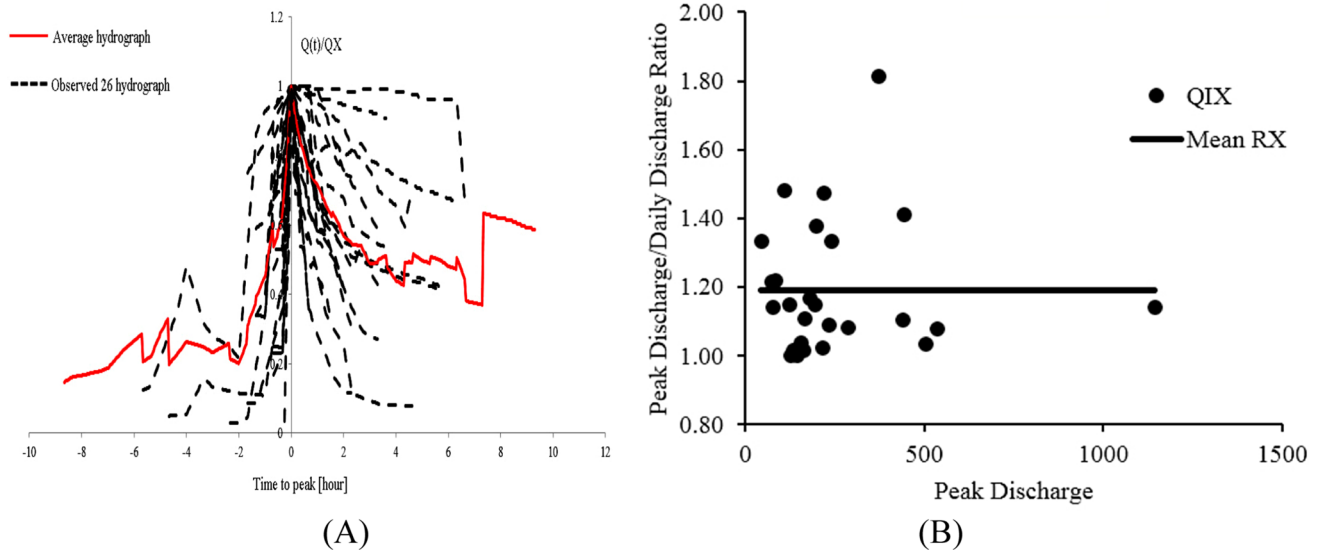 1.2
Q(t)/QX
Average hydrograph
Observed 26 hydrograph
1
0.2
0
-10 -8 -6 -4 -2 0 2 4 6 8 10 12
Time to peak [hour]
(A)
Peak Discharge/Daily Discharge Ratio
2.00
1.80
1.60
1.40
1.20
1.00
0.80
QIX
Mean RX
0 500 1000 1500
Peak Discharge
(B)